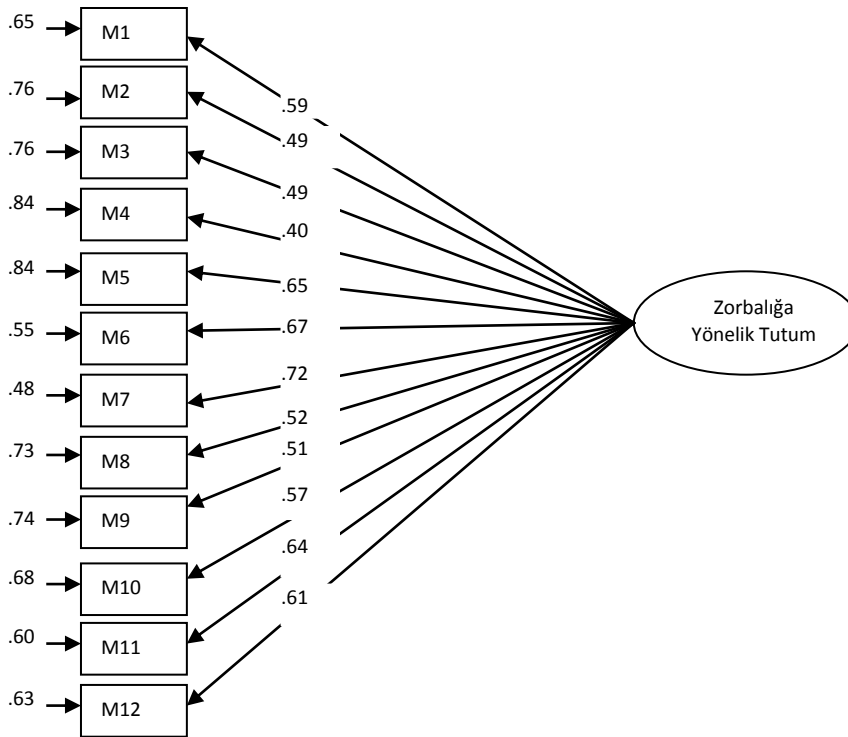 .65
M1
.59
.76
M2
.49
.76
M3
.49
.84
M4
.40
.84
M5
.65
.55
M6
.67
.48
M7
.72
.73
M8
.52
.74
M9
.51
.68
M10
.57
.60
M11
.64
.63
M12
.61
Zorbalığa
Yönelik Tutum